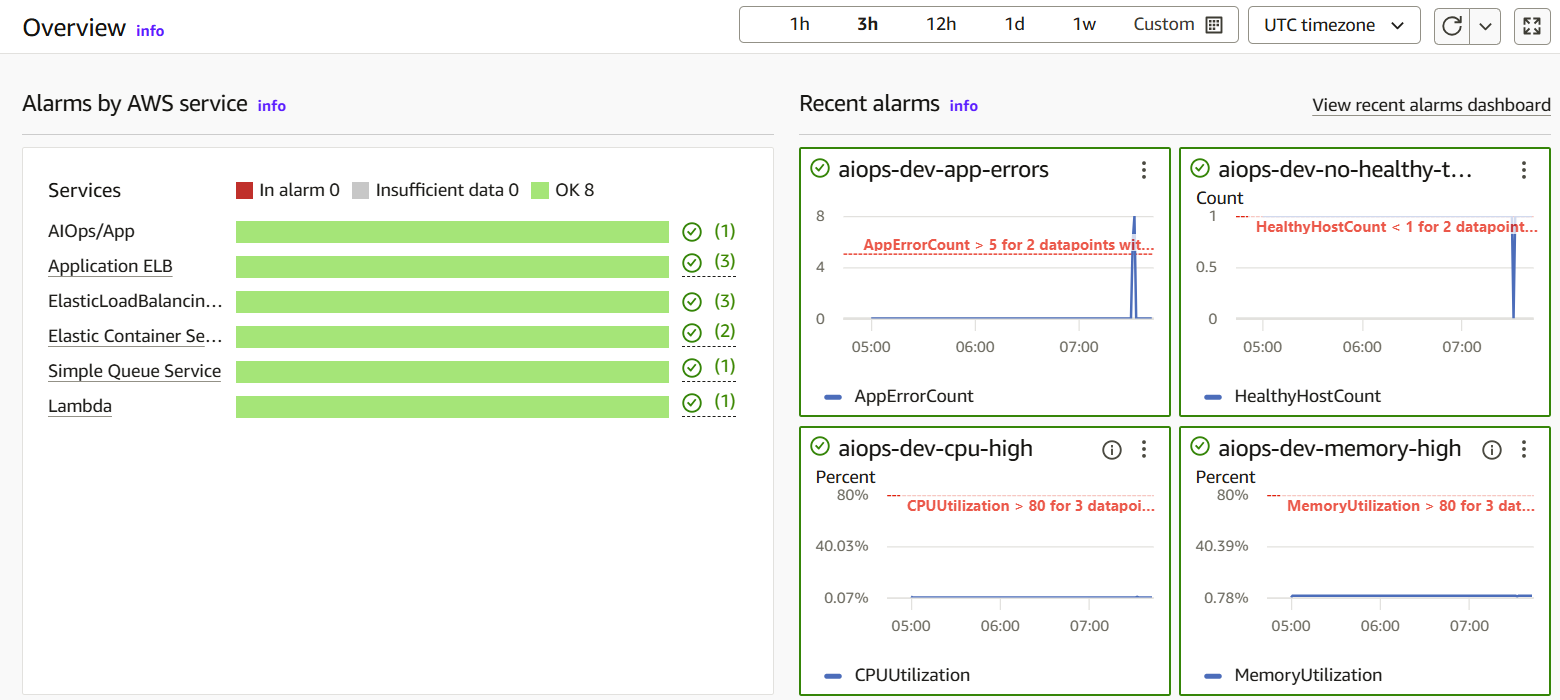 Overview info
1h 3h 12h 1d 1w Custom UTC timezone
Alarms by AWS service info
Services In alarm 0 Insufficient data 0 OK 8
AIOps/App (1)
Application ELB (3)
ElasticLoadBalancin... (3)
Elastic Container Se... (2)
Simple Queue Service (1)
Lambda (1)
Recent alarms info View recent alarms dashboard
aiops-dev-app-errors
8
AppErrorCount > 5 for 2 datapoints wit...
4
0
05:00 06:00 07:00
AppErrorCount
aiops-dev-no-healthy-t...
Count
1
HealthyHostCount < 1 for 2 datapoint...
0.5
0
05:00 06:00 07:00
HealthyHostCount
aiops-dev-cpu-high
Percent
80%
CPUUtilization > 80 for 3 datapoi...
40.03%
0.07%
05:00 06:00 07:00
CPUUtilization
aiops-dev-memory-high
Percent
80%
MemoryUtilization > 80 for 3 dat...
40.39%
0.78%
05:00 06:00 07:00
MemoryUtilization